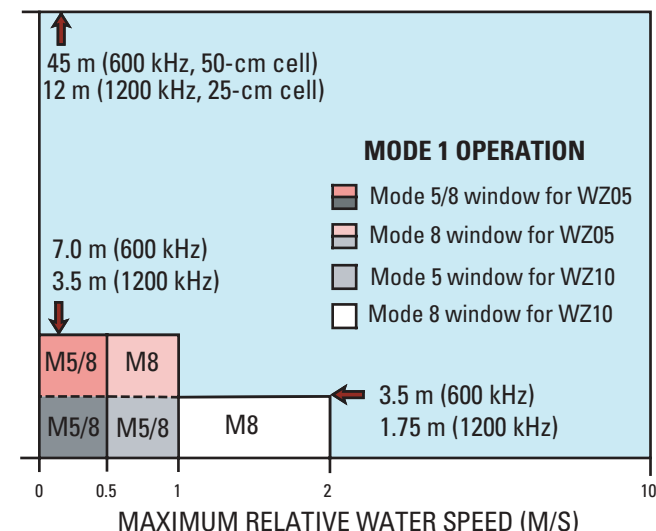 45 m (600 kHz, 50-cm cell)
12 m (1200 kHz, 25-cm cell)
MODE 1 OPERATION
Mode 5/8 window for WZ05
Mode 8 window for WZ05
Mode 5 window for WZ10
Mode 8 window for WZ10
7.0 m (600 kHz)
3.5 m (1200 kHz)
M5/8 M8
3.5 m (600 kHz)
1.75 m (1200 kHz)
M5/8 M5/8 M8
0 0.5 1 2 10
MAXIMUM RELATIVE WATER SPEED (M/S)